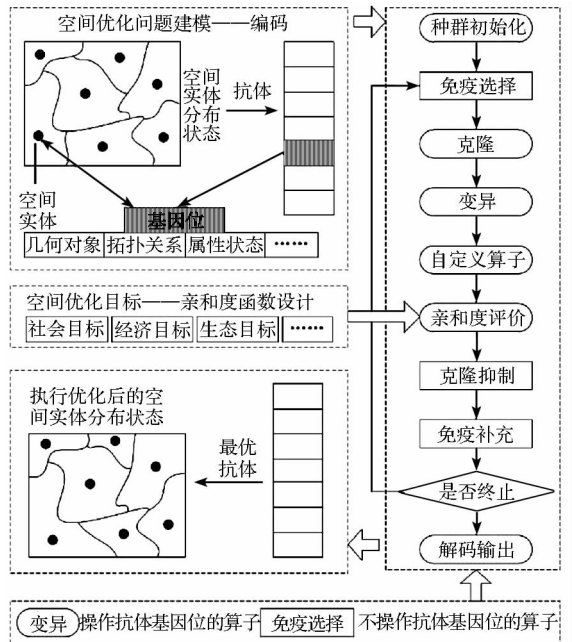 空间优化问题建模——编码
空间
实体
分布
状态
抗体
空间
实体
基因位
几何对象 拓扑关系 属性状态 ……
空间优化目标——亲和度函数设计
社会目标 经济目标 生态目标 ……
执行优化后的空
间实体分布状态
最优
抗体
种群初始化
免疫选择
克隆
变异
自定义算子
亲和度评价
克隆抑制
免疫补充
是否终止
解码输出
变异 操作抗体基因位的算子 免疫选择 不操作抗体基因位的算子